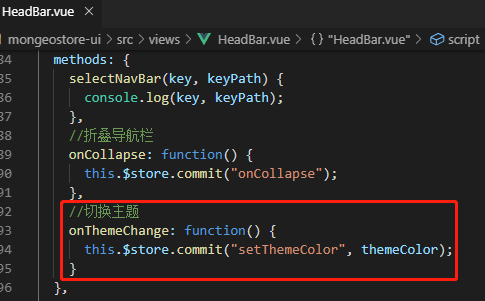 HeadBar.vue ×
mongeostore-ui > src > views > HeadBar.vue > {} "HeadBar.vue" > script
84 methods: {
85 selectNavBar(key, keyPath) {
86 console.log(key, keyPath);
87 },
88 //折叠导航栏
89 onCollapse: function() {
90 this.$store.commit("onCollapse");
91 },
92 //切换主题
93 onThemeChange: function() {
94 this.$store.commit("setThemeColor", themeColor);
95 }
96 },